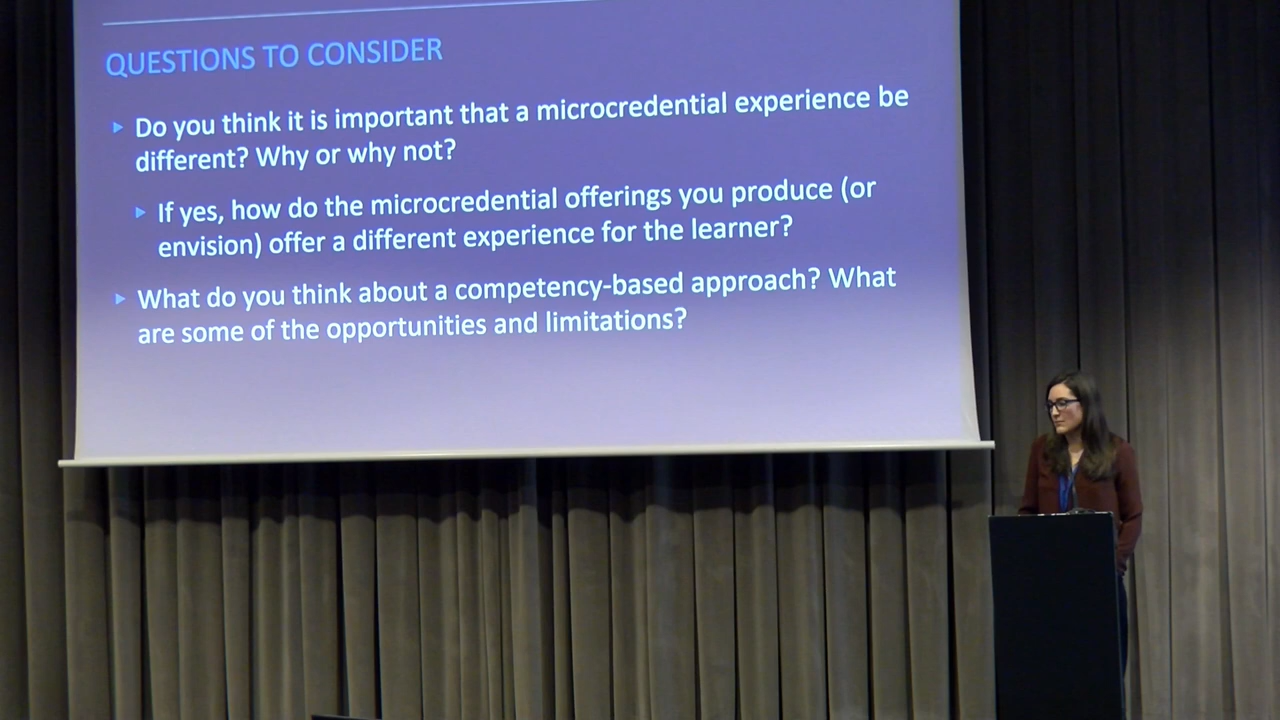 QUESTIONS TO CONSIDER
Do you think it is important that a microcredential experience be
different? Why or why not?
If yes, how do the microcredential offerings you produce (or
envision) offer a different experience for the learner?
What do you think about a competency-based approach? What
are some of the opportunities and limitations?